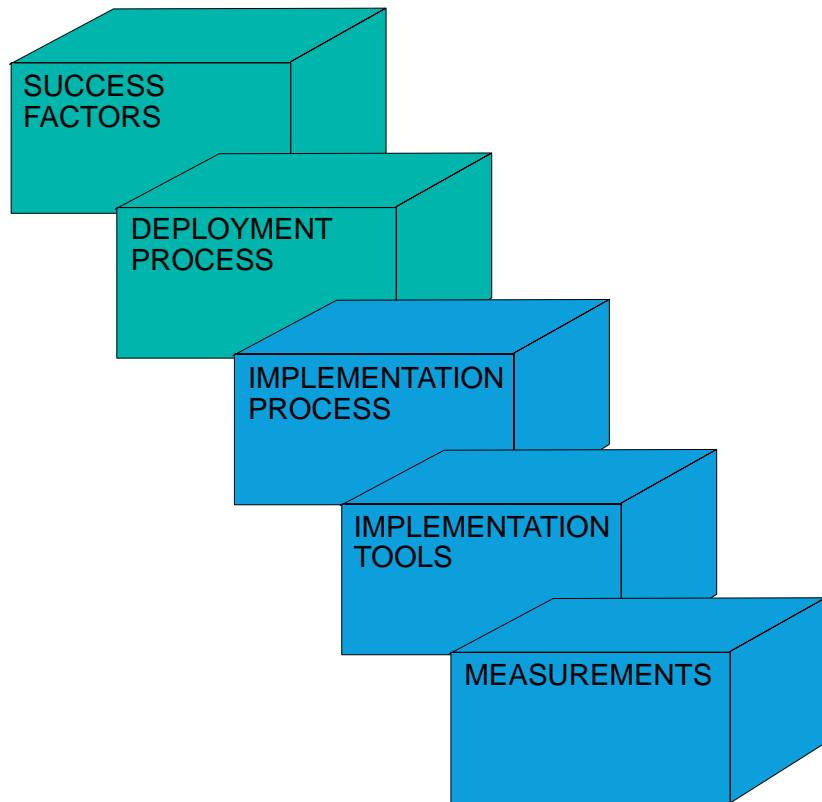 SUCCESS
FACTORS
DEPLOYMENT
PROCESS
IMPLEMENTATION
PROCESS
IMPLEMENTATION
TOOLS
MEASUREMENTS